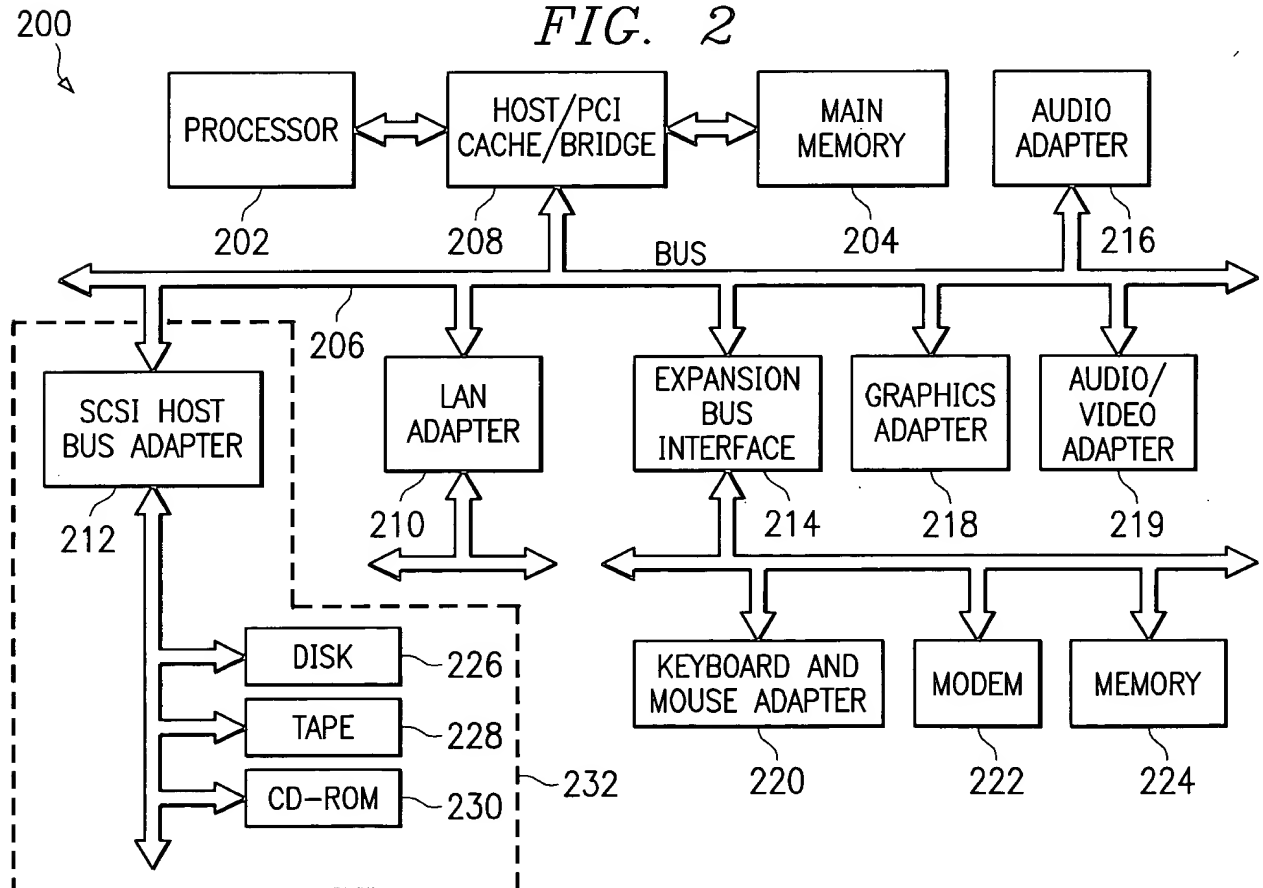 FIG. 2
200
PROCESSOR
HOST/PCI
CACHE/BRIDGE
MAIN
MEMORY
AUDIO
ADAPTER
202
208
204
216
BUS
206
SCSI HOST
BUS ADAPTER
LAN
ADAPTER
EXPANSION
BUS
INTERFACE
GRAPHICS
ADAPTER
AUDIO/
VIDEO
ADAPTER
212
210
214
218
219
DISK
226
TAPE
228
CD-ROM
230
232
KEYBOARD AND
MOUSE ADAPTER
MODEM
MEMORY
220
222
224